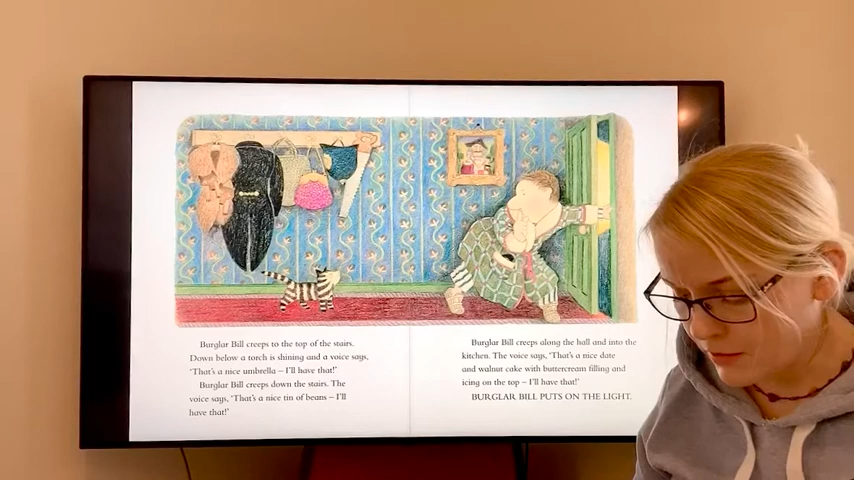 Burglar Bill creeps to the top of the stairs.
Down below a torch is shining and a voice says,
'That's a nice umbrella – I'll have that!'
Burglar Bill creeps down the stairs. The
voice says, 'That's a nice tin of beans – I'll
have that!'
Burglar Bill creeps along the hall and into the
kitchen. The voice says, 'That's a nice date
and walnut cake with buttercream filling and
icing on the top – I'll have that!'
BURGLAR BILL PUTS ON THE LIGHT.